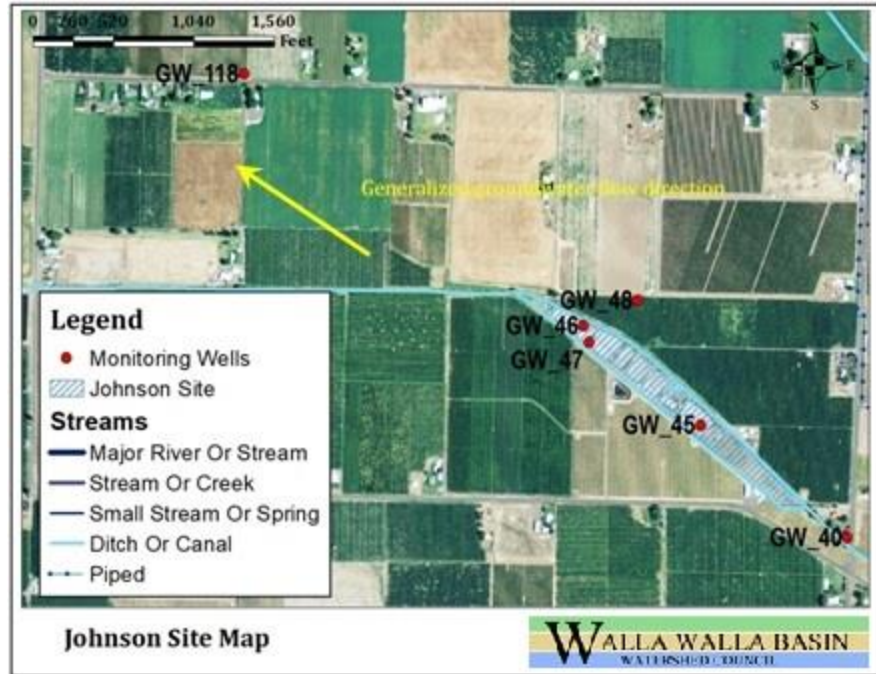 0 260 520 1,040 1,560
Feet
N
W E
S
GW_118
Generalized groundwater flow direction
GW_48
GW_46
GW_47
GW_45
GW_40
Legend
Monitoring Wells
Johnson Site
Streams
Major River Or Stream
Stream Or Creek
Small Stream Or Spring
Ditch Or Canal
Piped
Johnson Site Map
WALLA WALLA BASIN
WATERSHED COUNCIL